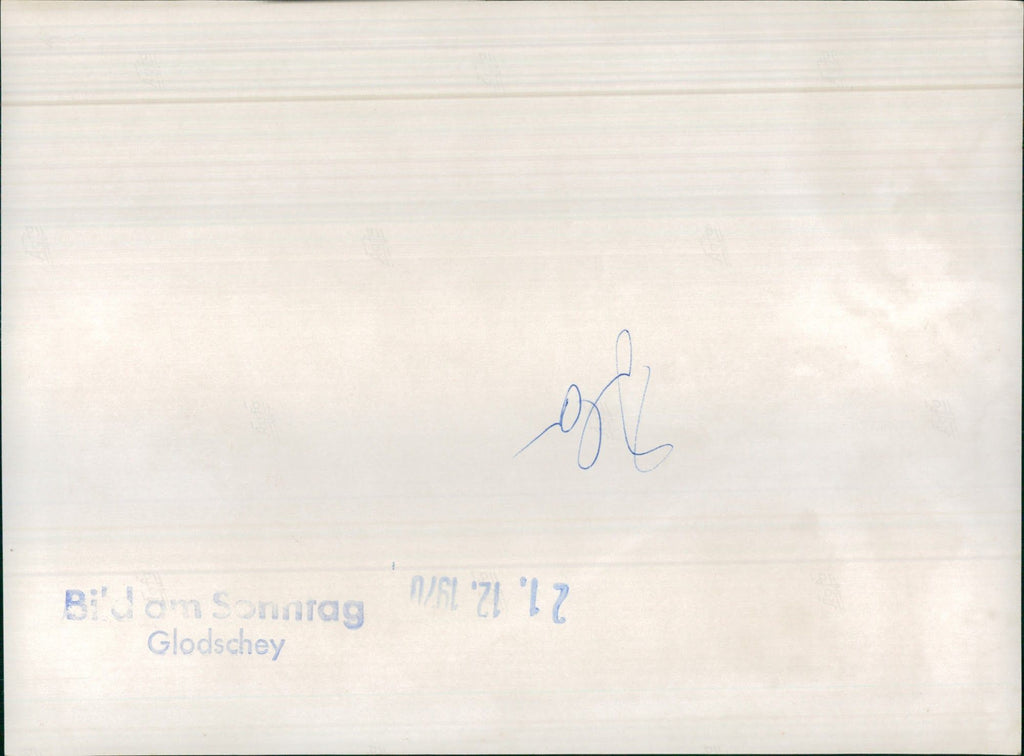 Bild am Sonntag
Glodschey
21. 12. 1970